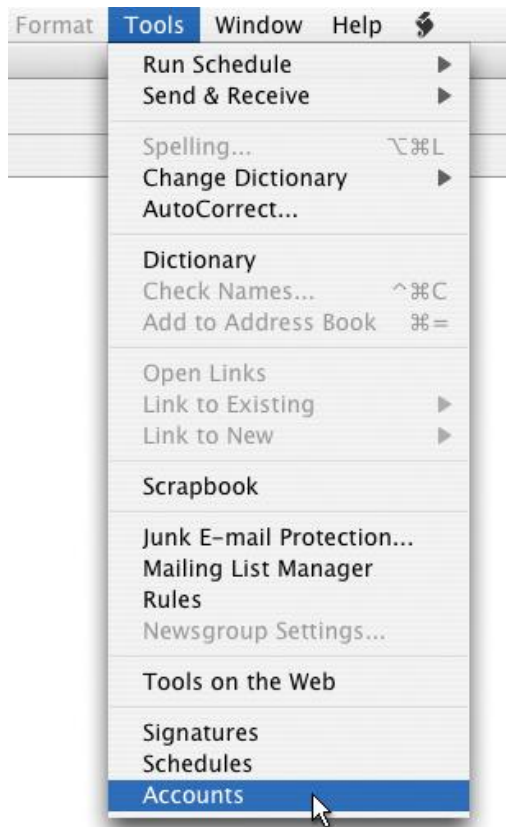 Format Tools Window Help
Run Schedule
Send & Receive
Spelling... ⌥⌘L
Change Dictionary
AutoCorrect...
Dictionary
Check Names... ^⌘C
Add to Address Book ⌘=
Open Links
Link to Existing
Link to New
Scrapbook
Junk E-mail Protection...
Mailing List Manager
Rules
Newsgroup Settings...
Tools on the Web
Signatures
Schedules
Accounts